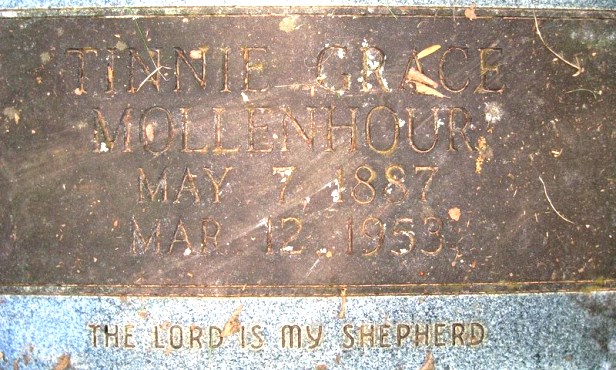 TINNIE GRACE
MOLLENHOUR
MAY 7 1887
MAR 12 1953
THE LORD IS MY SHEPHERD